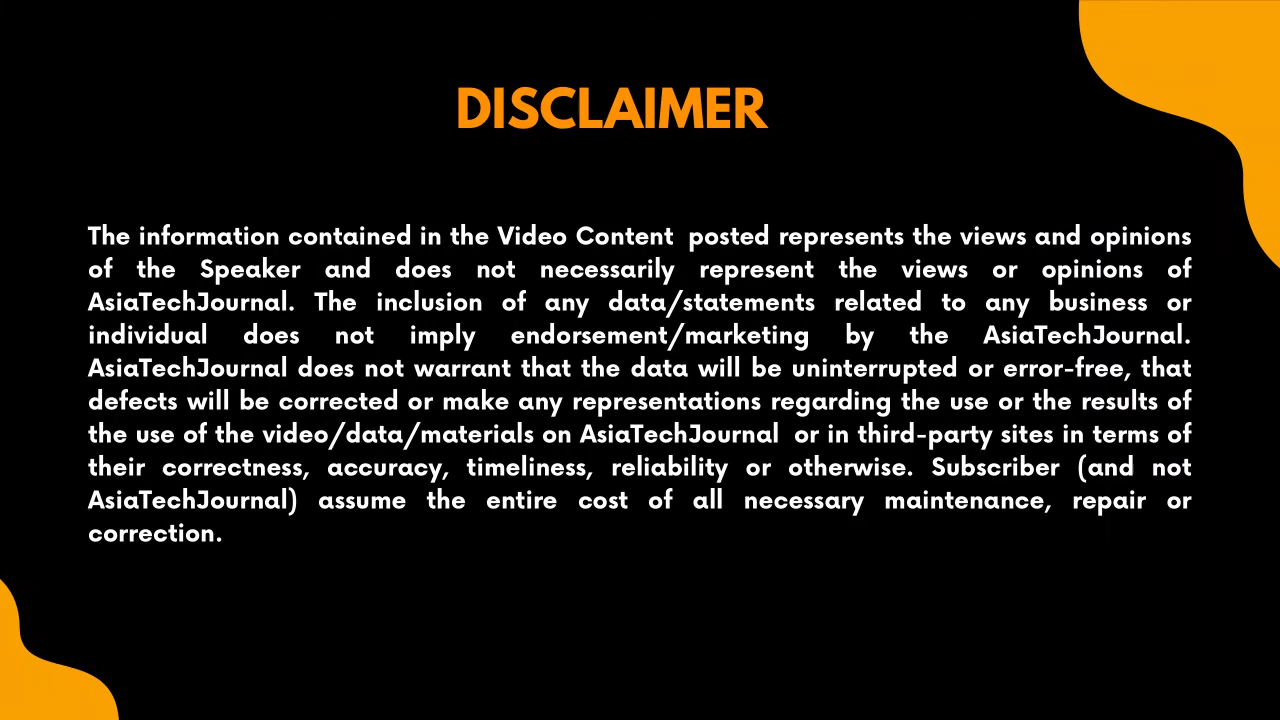 DISCLAIMER
The information contained in the Video Content posted represents the views and opinions
of the Speaker and does not necessarily represent the views or opinions of
AsiaTechJournal. The inclusion of any data/statements related to any business or
individual does not imply endorsement/marketing by the AsiaTechJournal.
AsiaTechJournal does not warrant that the data will be uninterrupted or error-free, that
defects will be corrected or make any representations regarding the use or the results of
the use of the video/data/materials on AsiaTechJournal or in third-party sites in terms of
their correctness, accuracy, timeliness, reliability or otherwise. Subscriber (and not
AsiaTechJournal) assume the entire cost of all necessary maintenance, repair or
correction.